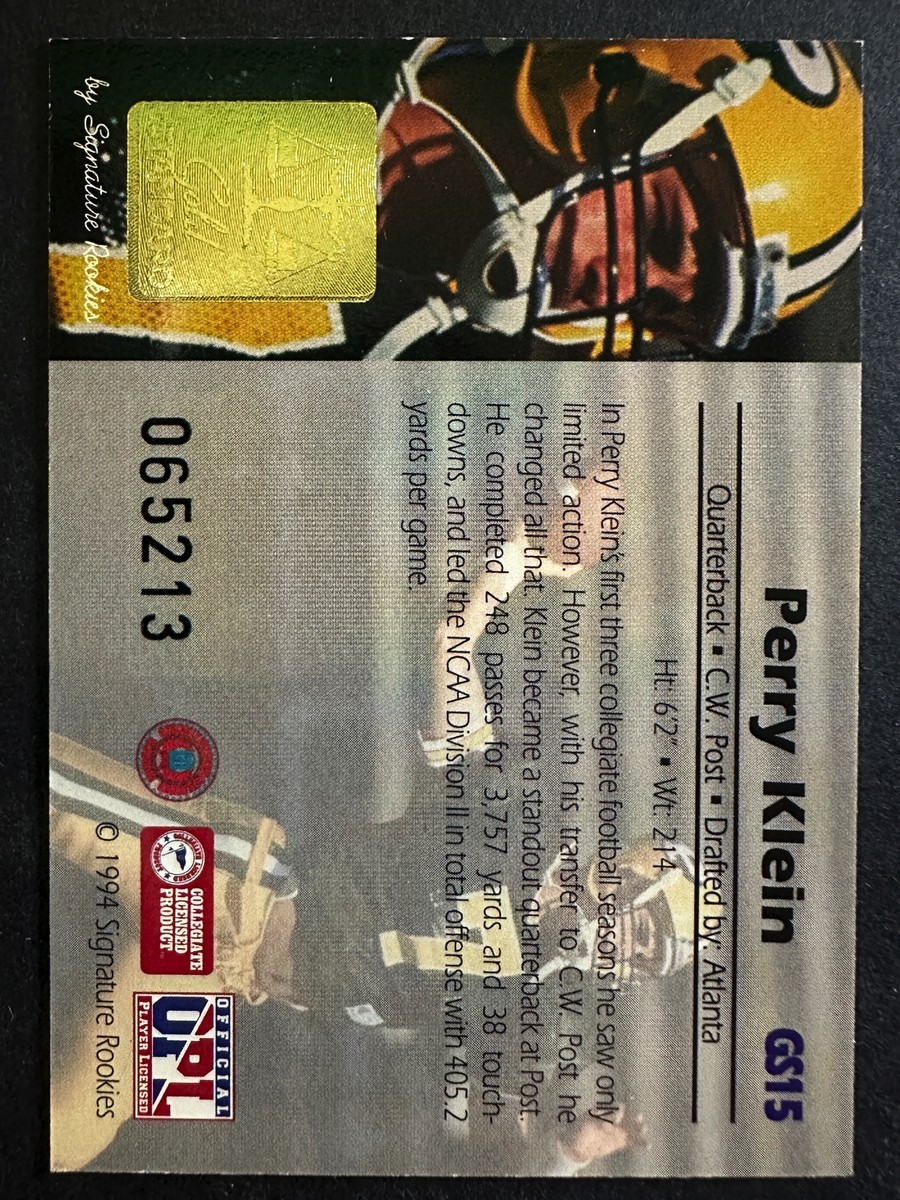 Perry Klein GS15
Quarterback ▪ C.W. Post ▪ Drafted by: Atlanta
Ht: 6'2" ▪ Wt: 214
In Perry Klein's first three collegiate football seasons he saw only
limited action. However, with his transfer to C.W. Post he
changed all that. Klein became a standout quarterback at Post.
He completed 248 passes for 3,757 yards and 38 touch-
downs, and led the NCAA Division II in total offense with 405.2
yards per game.
Gold
by Signature Rookies
065213
COLLEGIATE
LICENSED
PRODUCT
OFFICIAL
OPL
PLAYER LICENSED
© 1994 Signature Rookies